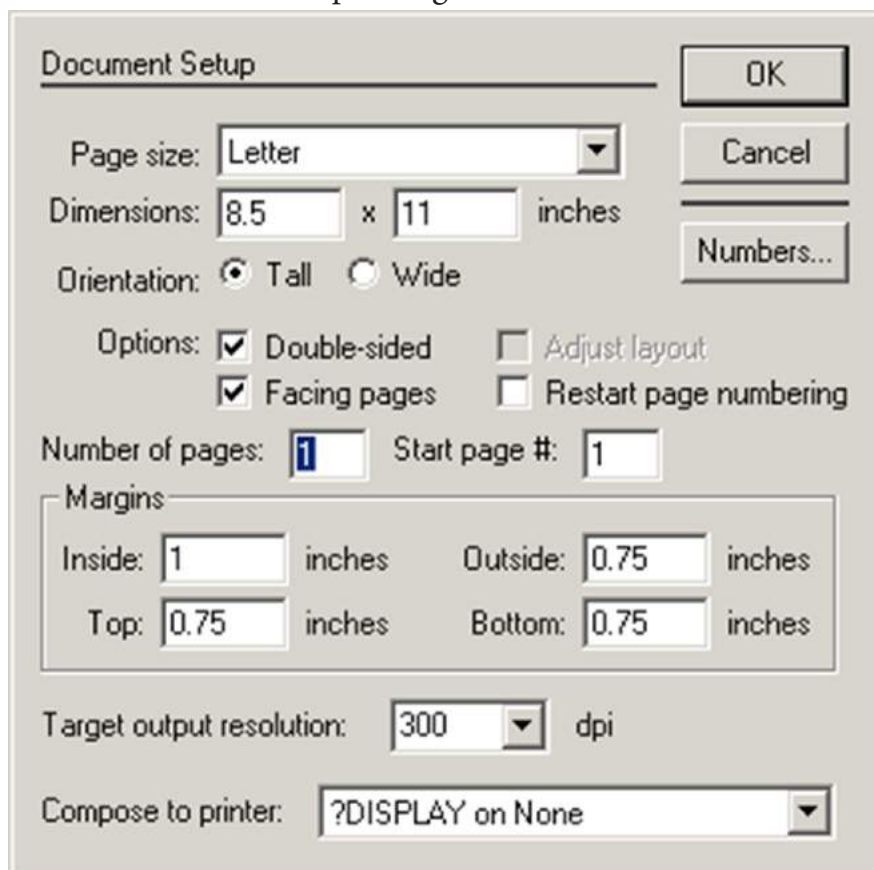 Document Setup
OK
Page size: Letter
Cancel
Dimensions: 8.5 x 11 inches
Numbers...
Orientation: Tall Wide
Options: Double-sided Adjust layout
Facing pages Restart page numbering
Number of pages: 1 Start page #: 1
Margins
Inside: 1 inches Outside: 0.75 inches
Top: 0.75 inches Bottom: 0.75 inches
Target output resolution: 300 dpi
Compose to printer: ?DISPLAY on None